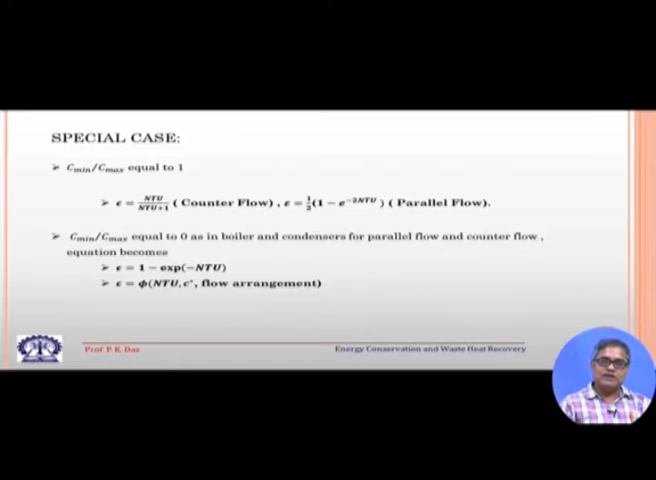 SPECIAL CASE:
➢ C_min/C_max equal to 1
➢ ϵ = NTU/NTU+1 ( Counter Flow) , ε = 1/2(1 − e^−2NTU ) ( Parallel Flow).
➢ C_min/C_max equal to 0 as in boiler and condensers for parallel flow and counter flow ,
equation becomes
➢ ϵ = 1 − exp(−NTU)
➢ ϵ = ϕ(NTU, c*, flow arrangement)
Prof. P. K. Das
Energy Conservation and Waste Heat Recovery